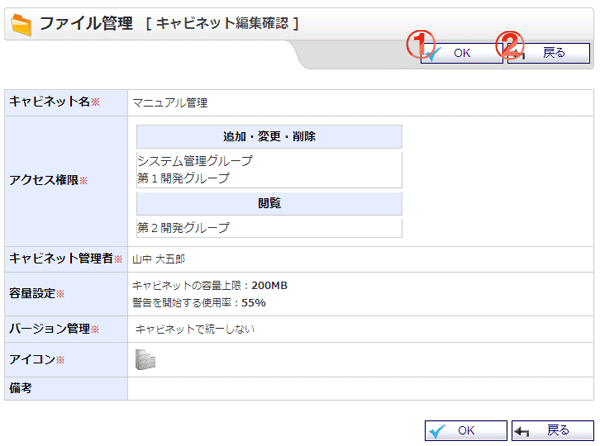 ファイル管理 [ キャビネット編集確認 ]
① OK ② 戻る
キャビネット名※ マニュアル管理
アクセス権限※
追加・変更・削除
システム管理グループ
第１開発グループ
閲覧
第２開発グループ
キャビネット管理者※ 山中 大五郎
容量設定※
キャビネットの容量上限：200MB
警告を開始する使用率：55%
バージョン管理※ キャビネットで統一しない
アイコン※
備考
OK 戻る